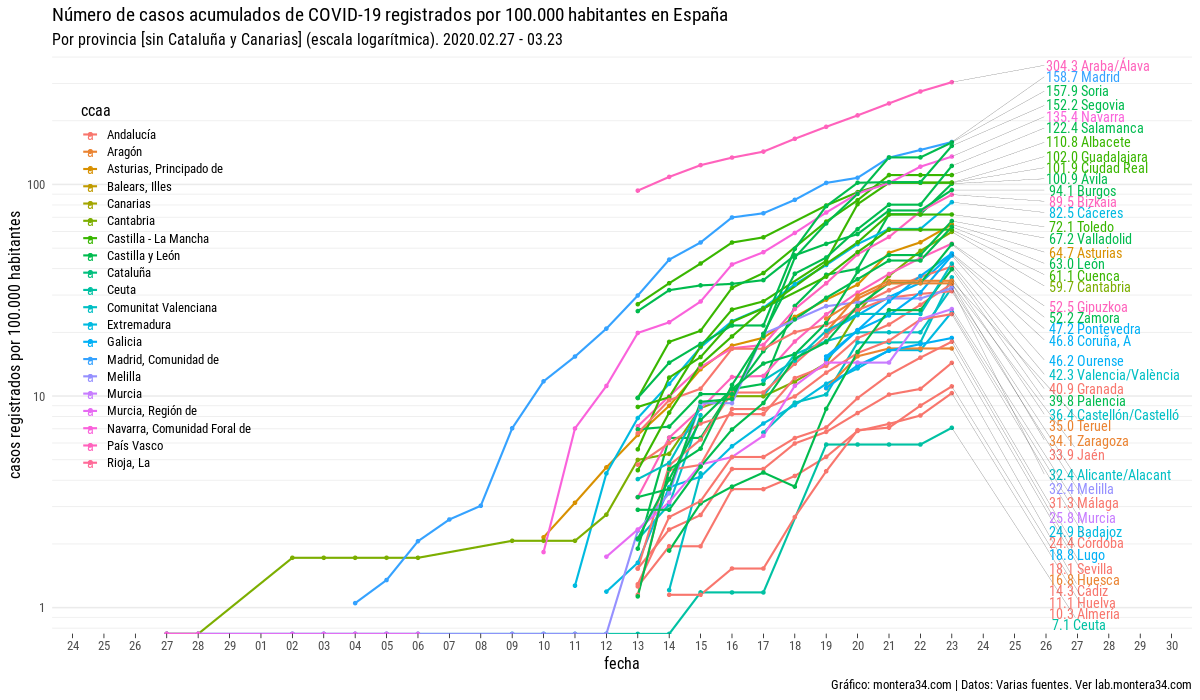 Número de casos acumulados de COVID-19 registrados por 100.000 habitantes en España
Por provincia [sin Cataluña y Canarias] (escala logarítmica). 2020.02.27 - 03.23
casos registrados por 100.000 habitantes
100
10
1
ccaa
Andalucía
Aragón
Asturias, Principado de
Balears, Illes
Canarias
Cantabria
Castilla - La Mancha
Castilla y León
Cataluña
Ceuta
Comunitat Valenciana
Extremadura
Galicia
Madrid, Comunidad de
Melilla
Murcia
Murcia, Región de
Navarra, Comunidad Foral de
País Vasco
Rioja, La
304.3 Araba/Álava
158.7 Madrid
157.9 Soria
152.2 Segovia
135.4 Navarra
122.4 Salamanca
110.8 Albacete
102.0 Guadalajara
101.9 Ciudad Real
100.9 Ávila
94.1 Burgos
89.5 Bizkaia
82.5 Cáceres
72.1 Toledo
67.2 Valladolid
64.7 Asturias
63.0 León
61.1 Cuenca
59.7 Cantabria
52.5 Gipuzkoa
52.2 Zamora
47.2 Pontevedra
46.8 Coruña, A
46.2 Ourense
42.3 Valencia/València
40.9 Granada
39.8 Palencia
36.4 Castellón/Castelló
35.0 Teruel
34.1 Zaragoza
33.9 Jaén
32.4 Alicante/Alacant
32.4 Melilla
31.3 Málaga
25.8 Murcia
24.9 Badajoz
24.4 Córdoba
18.8 Lugo
18.1 Sevilla
16.8 Huesca
14.3 Cádiz
11.1 Huelva
10.3 Almería
7.1 Ceuta
24 25 26 27 28 29 01 02 03 04 05 06 07 08 09 10 11 12 13 14 15 16 17 18 19 20 21 22 23 24 25 26 27 28 29 30
fecha
Gráfico: montera34.com | Datos: Varias fuentes. Ver lab.montera34.com